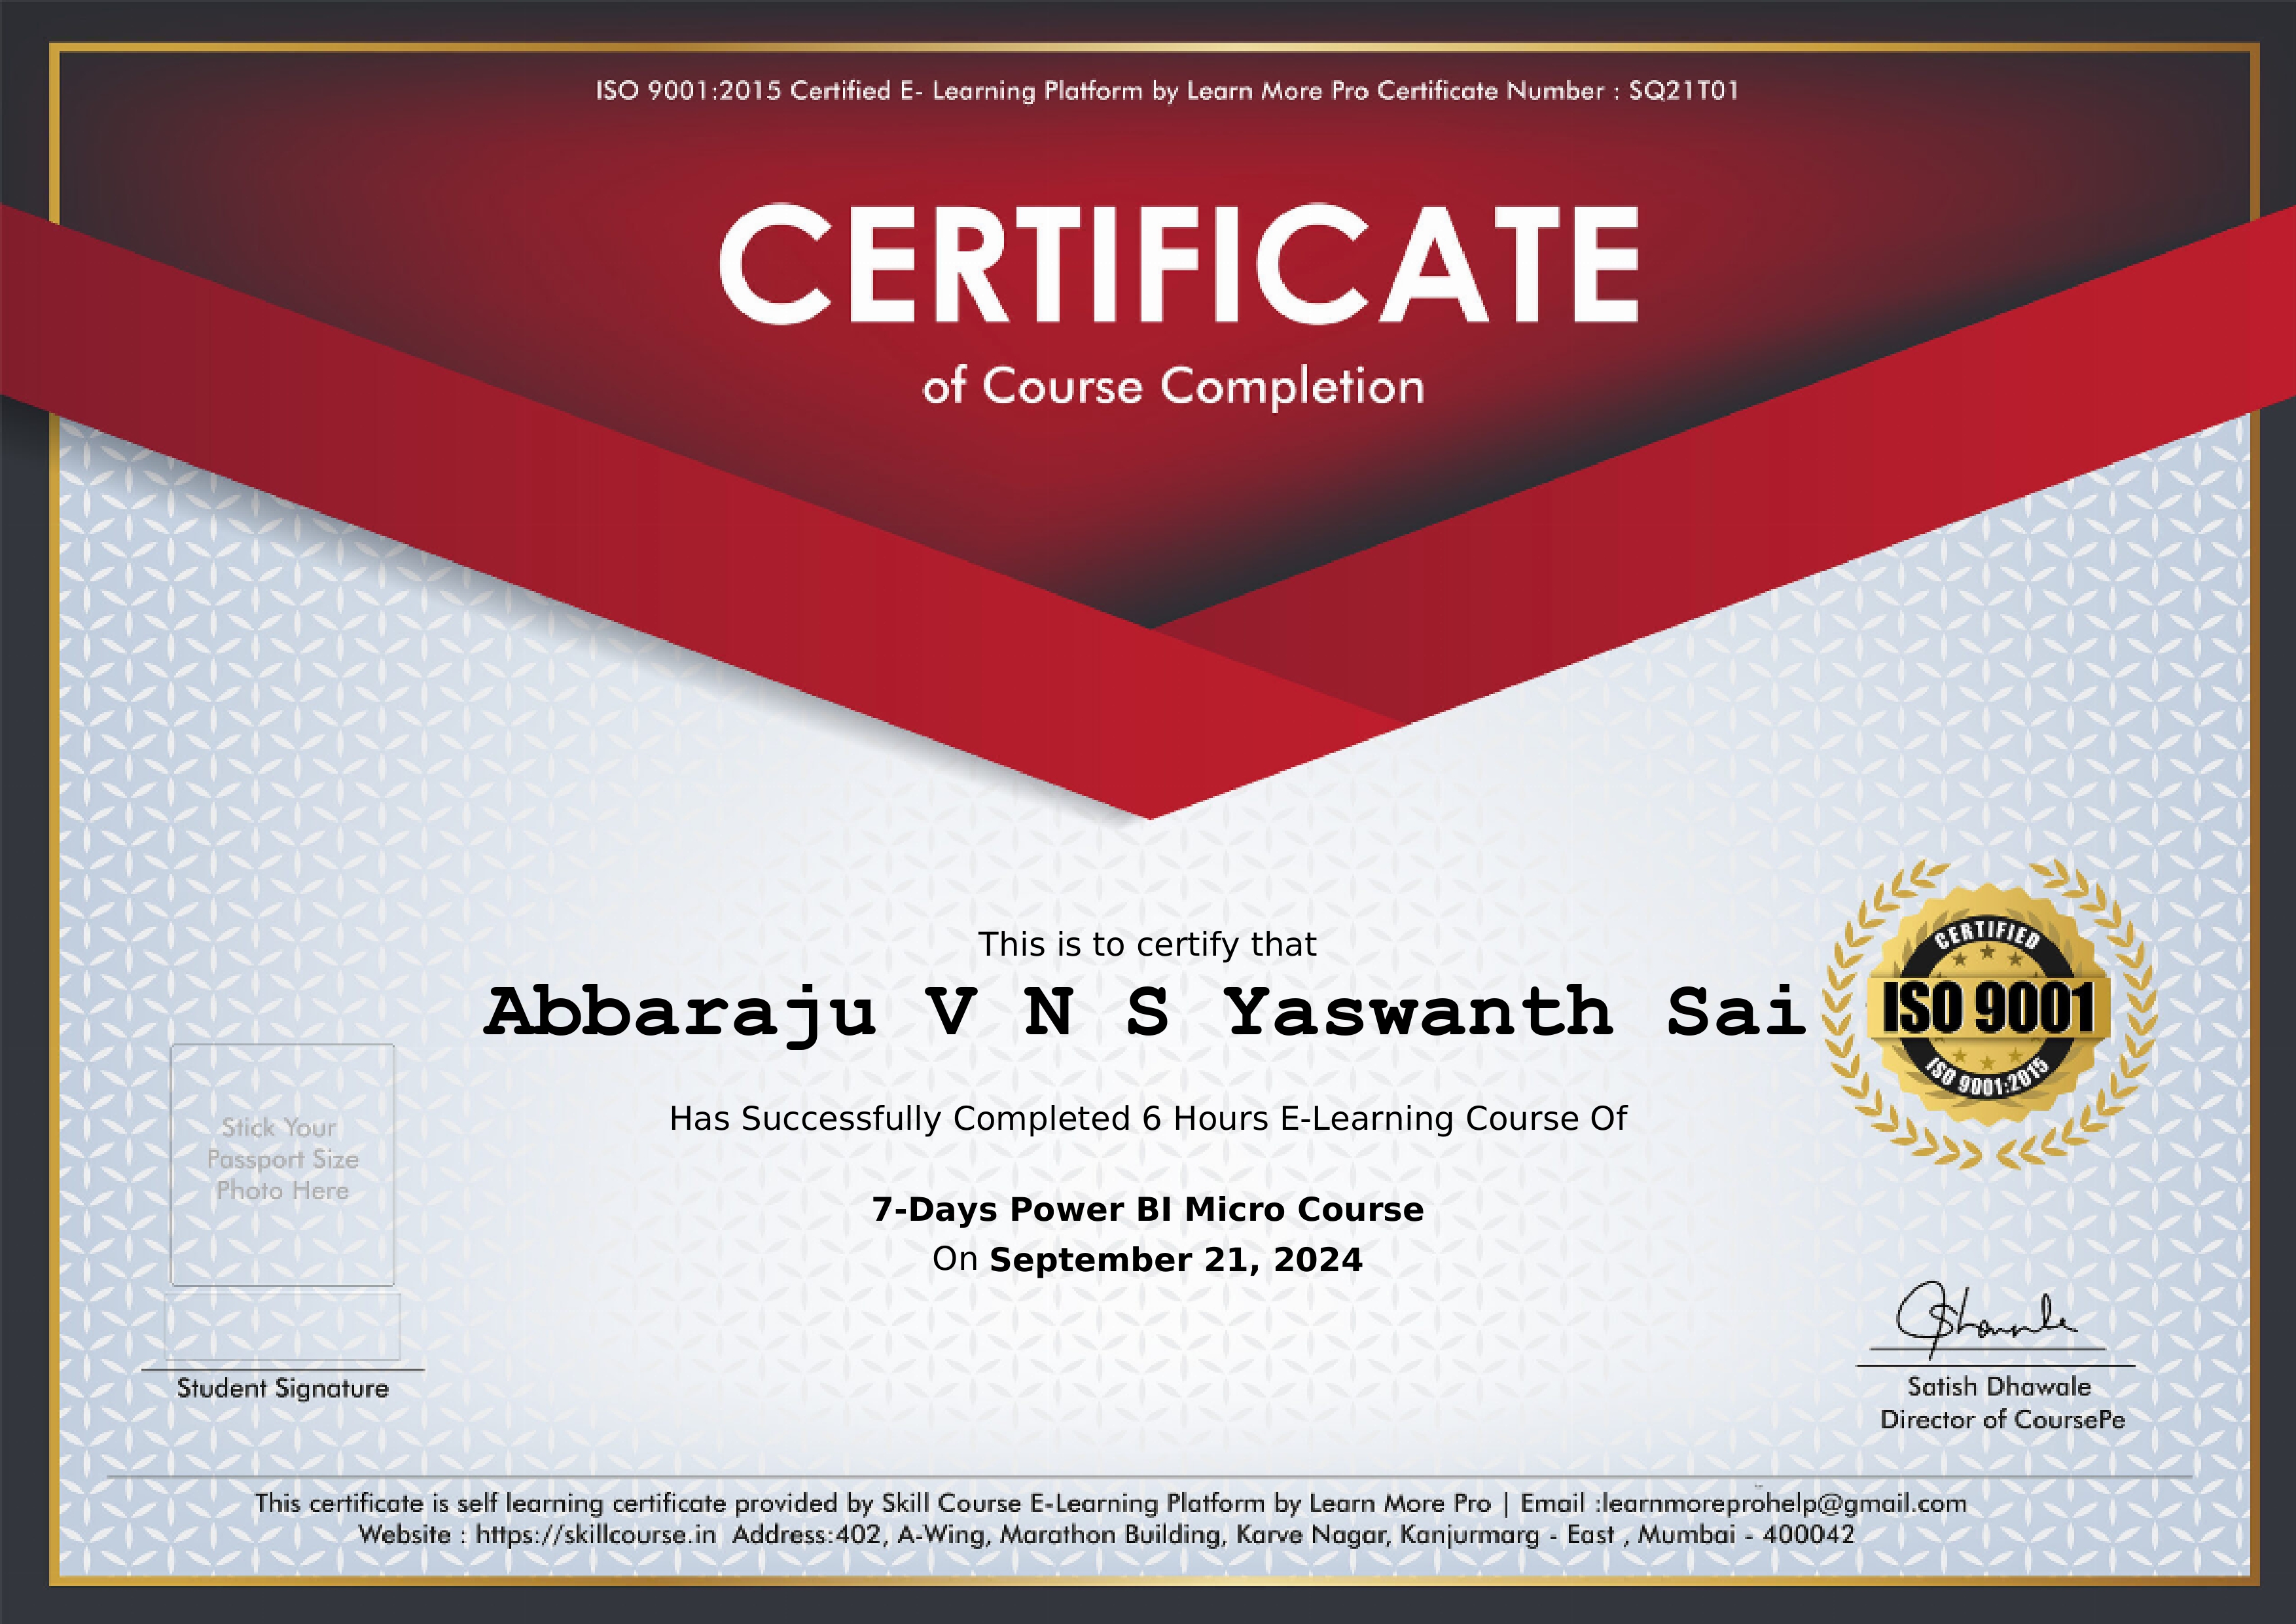 ISO 9001:2015 Certified E- Learning Platform by Learn More Pro Certificate Number : SQ21T01
CERTIFICATE
of Course Completion
This is to certify that
Abbaraju V N S Yaswanth Sai
CERTIFIED
ISO 9001
ISO 9001:2015
Has Successfully Completed 6 Hours E-Learning Course Of
Stick Your
Passport Size
Photo Here
7-Days Power BI Micro Course
On September 21, 2024
Student Signature
Satish Dhawale
Director of CoursePe
This certificate is self learning certificate provided by Skill Course E-Learning Platform by Learn More Pro | Email :learnmoreprohelp@gmail.com
Website : https://skillcourse.in Address:402, A-Wing, Marathon Building, Karve Nagar, Kanjurmarg - East , Mumbai - 400042